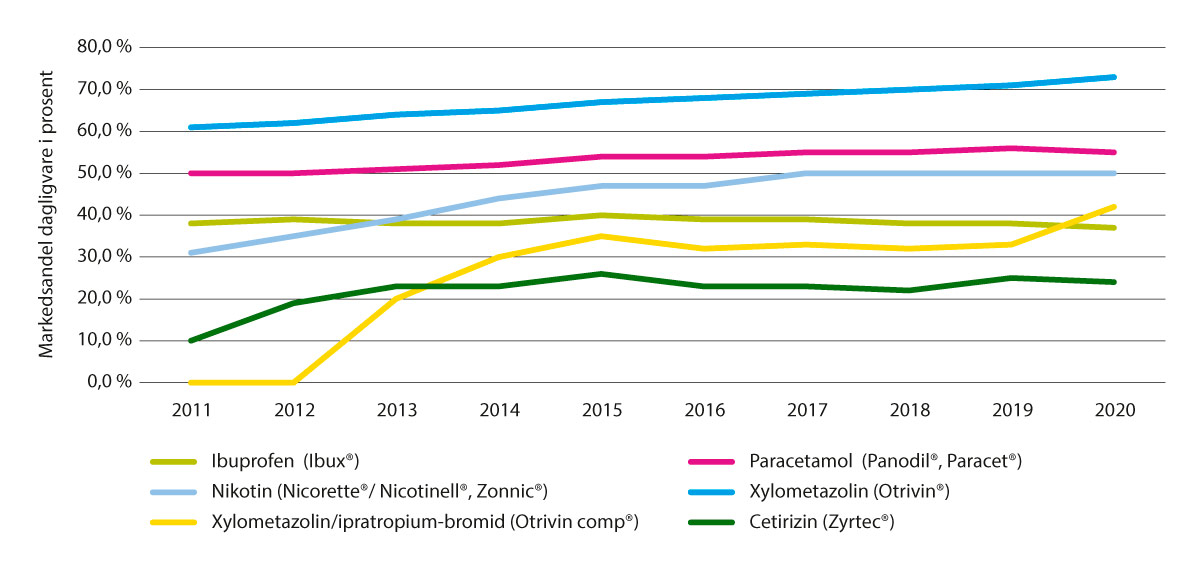 Markedsandel dagligvare i prosent
80,0 %
70,0 %
60,0 %
50,0 %
40,0 %
30,0 %
20,0 %
10,0 %
0,0 %
2011 2012 2013 2014 2015 2016 2017 2018 2019 2020
Ibuprofen (Ibux®) Paracetamol (Panodil®, Paracet®)
Nikotin (Nicorette®/ Nicotinell®, Zonnic®) Xylometazolin (Otrivin®)
Xylometazolin/ipratropium-bromid (Otrivin comp®) Cetirizin (Zyrtec®)